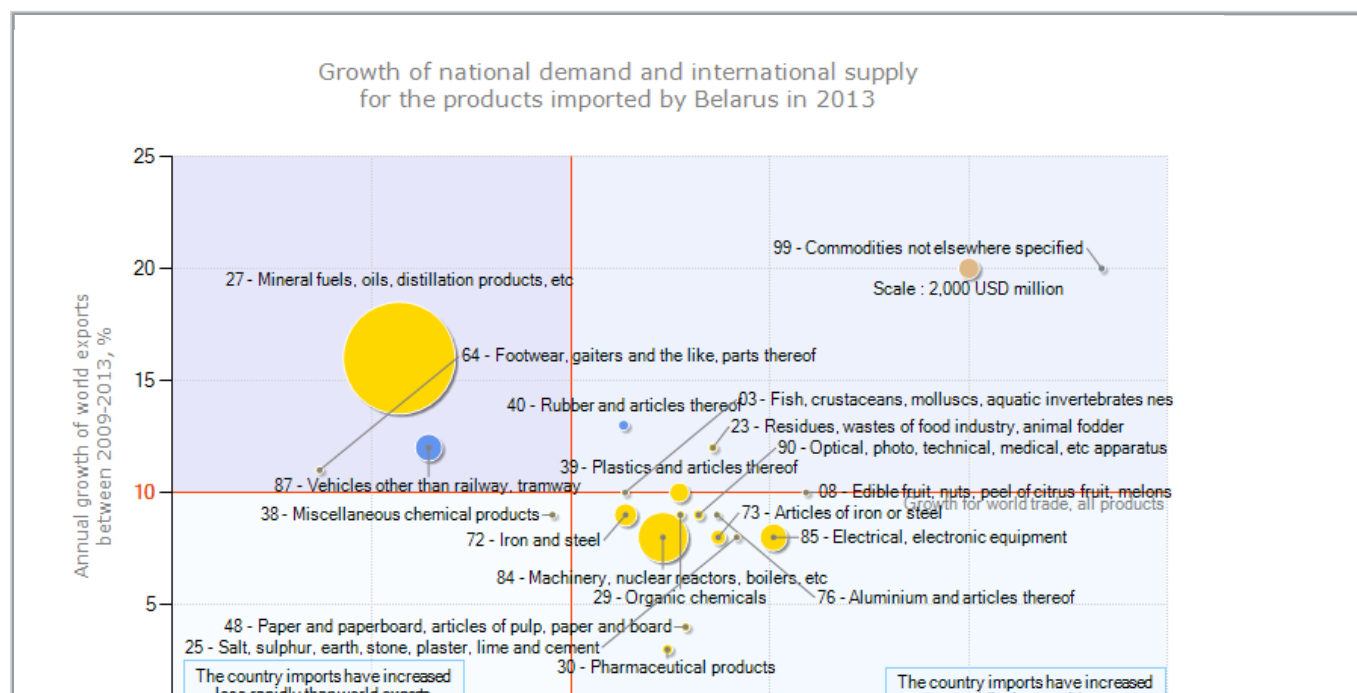 Growth of national demand and international supply
for the products imported by Belarus in 2013
25
20
15
10
5
Annual growth of world exports
between 2009-2013, %
99 - Commodities not elsewhere specified
Scale : 2,000 USD million
27 - Mineral fuels, oils, distillation products, etc
64 - Footwear, gaiters and the like, parts thereof
03 - Fish, crustaceans, molluscs, aquatic invertebrates nes
40 - Rubber and articles thereof
23 - Residues, wastes of food industry, animal fodder
90 - Optical, photo, technical, medical, etc apparatus
39 - Plastics and articles thereof
87 - Vehicles other than railway, tramway
08 - Edible fruit, nuts, peel of citrus fruit, melons
Growth for world trade, all products
38 - Miscellaneous chemical products
73 - Articles of iron or steel
72 - Iron and steel
85 - Electrical, electronic equipment
84 - Machinery, nuclear reactors, boilers, etc
29 - Organic chemicals
76 - Aluminium and articles thereof
48 - Paper and paperboard, articles of pulp, paper and board
25 - Salt, sulphur, earth, stone, plaster, lime and cement
30 - Pharmaceutical products
The country imports have increased
less rapidly than world exports
The country imports have increased